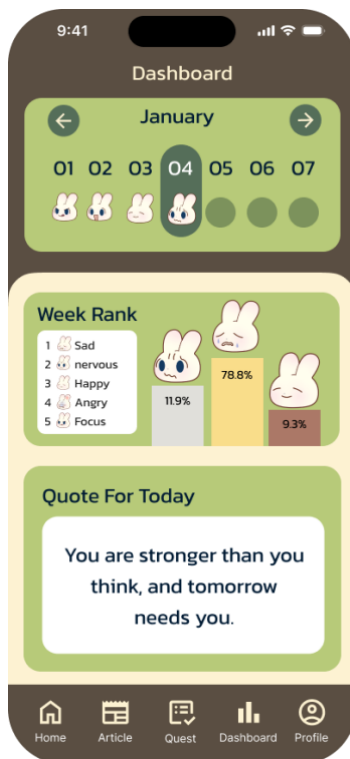 9:41
Dashboard
January
01 02 03 04 05 06 07
Week Rank
1 Sad
2 nervous
3 Happy
4 Angry
5 Focus
11.9%
78.8%
9.3%
Quote For Today
You are stronger than you
think, and tomorrow
needs you.
Home Article Quest Dashboard Profile